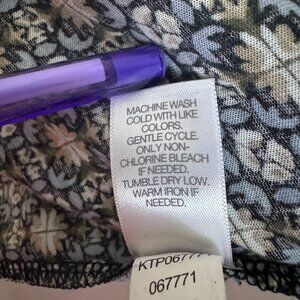 MACHINE WASH
COLD WITH LIKE
COLORS.
GENTLE CYCLE.
ONLY NON-
CHLORINE BLEACH
IF NEEDED.
TUMBLE DRY LOW.
WARM IRON IF
NEEDED.
KTP067771
067771